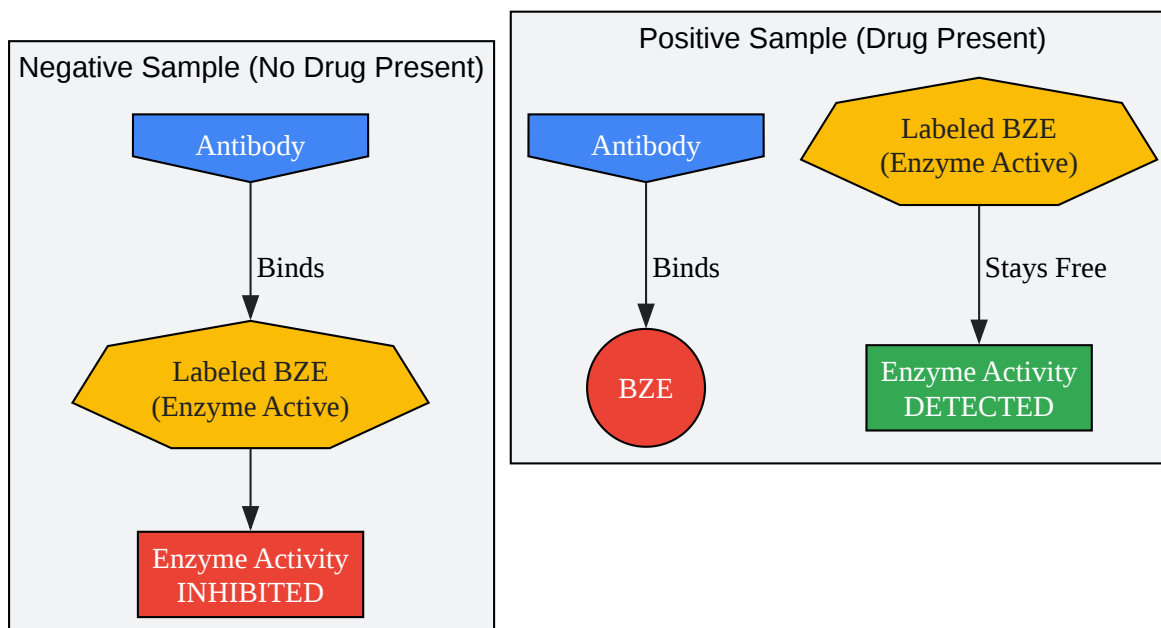 Negative Sample (No Drug Present)
Antibody
Binds
Labeled BZE
(Enzyme Active)
Enzyme Activity
INHIBITED
Positive Sample (Drug Present)
Antibody
Binds
BZE
Labeled BZE
(Enzyme Active)
Stays Free
Enzyme Activity
DETECTED